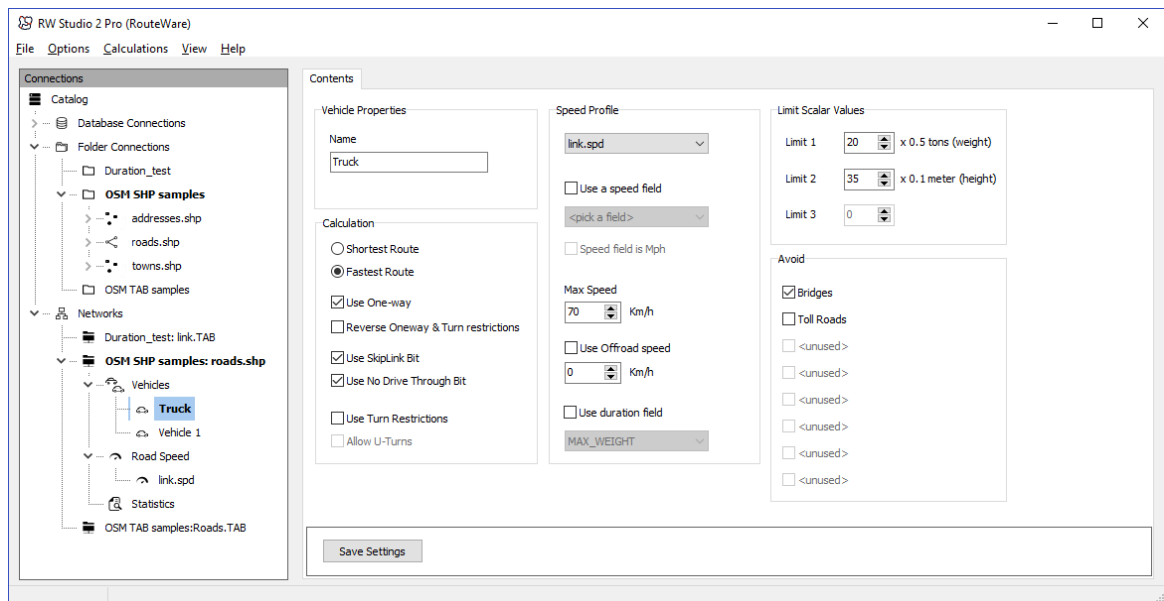 RW Studio 2 Pro (RouteWare)
File Options Calculations View Help
Connections
Catalog
Database Connections
Folder Connections
Duration_test
OSM SHP samples
addresses.shp
roads.shp
towns.shp
OSM TAB samples
Networks
Duration_test: link.TAB
OSM SHP samples: roads.shp
Vehicles
Truck
Vehicle 1
Road Speed
link.spd
Statistics
OSM TAB samples:Roads.TAB
Contents
Vehicle Properties
Name
Truck
Calculation
Shortest Route
Fastest Route
Use One-way
Reverse Oneway & Turn restrictions
Use SkipLink Bit
Use No Drive Through Bit
Use Turn Restrictions
Allow U-Turns
Speed Profile
link.spd
Use a speed field
<pick a field>
Speed field is Mph
Max Speed
70 Km/h
Use Offroad speed
0 Km/h
Use duration field
MAX_WEIGHT
Limit Scalar Values
Limit 1 20 x 0.5 tons (weight)
Limit 2 35 x 0.1 meter (height)
Limit 3 0
Avoid
Bridges
Toll Roads
<unused>
<unused>
<unused>
<unused>
<unused>
<unused>
Save Settings